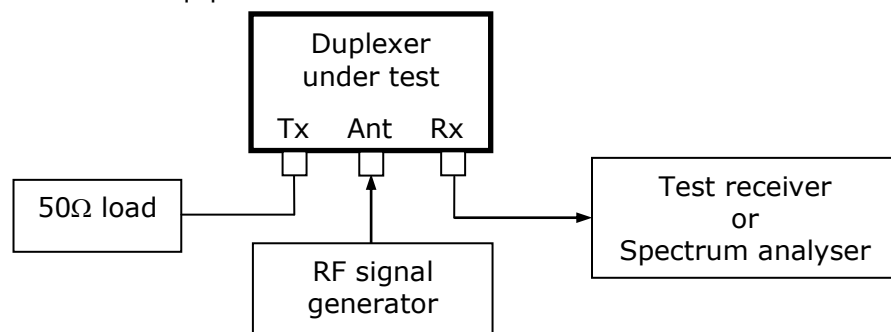 Duplexer
under test
Tx Ant Rx
50Ω load
RF signal
generator
Test receiver
or
Spectrum analyser